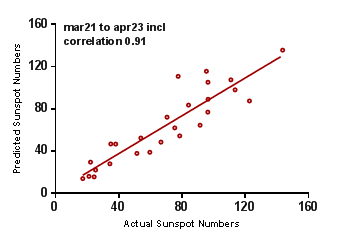 mar21 to apr23 incl
correlation 0.91
160
120
80
40
0
0
40
80
120
160
Predicted Sunspot Numbers
Actual Sunspot Numbers